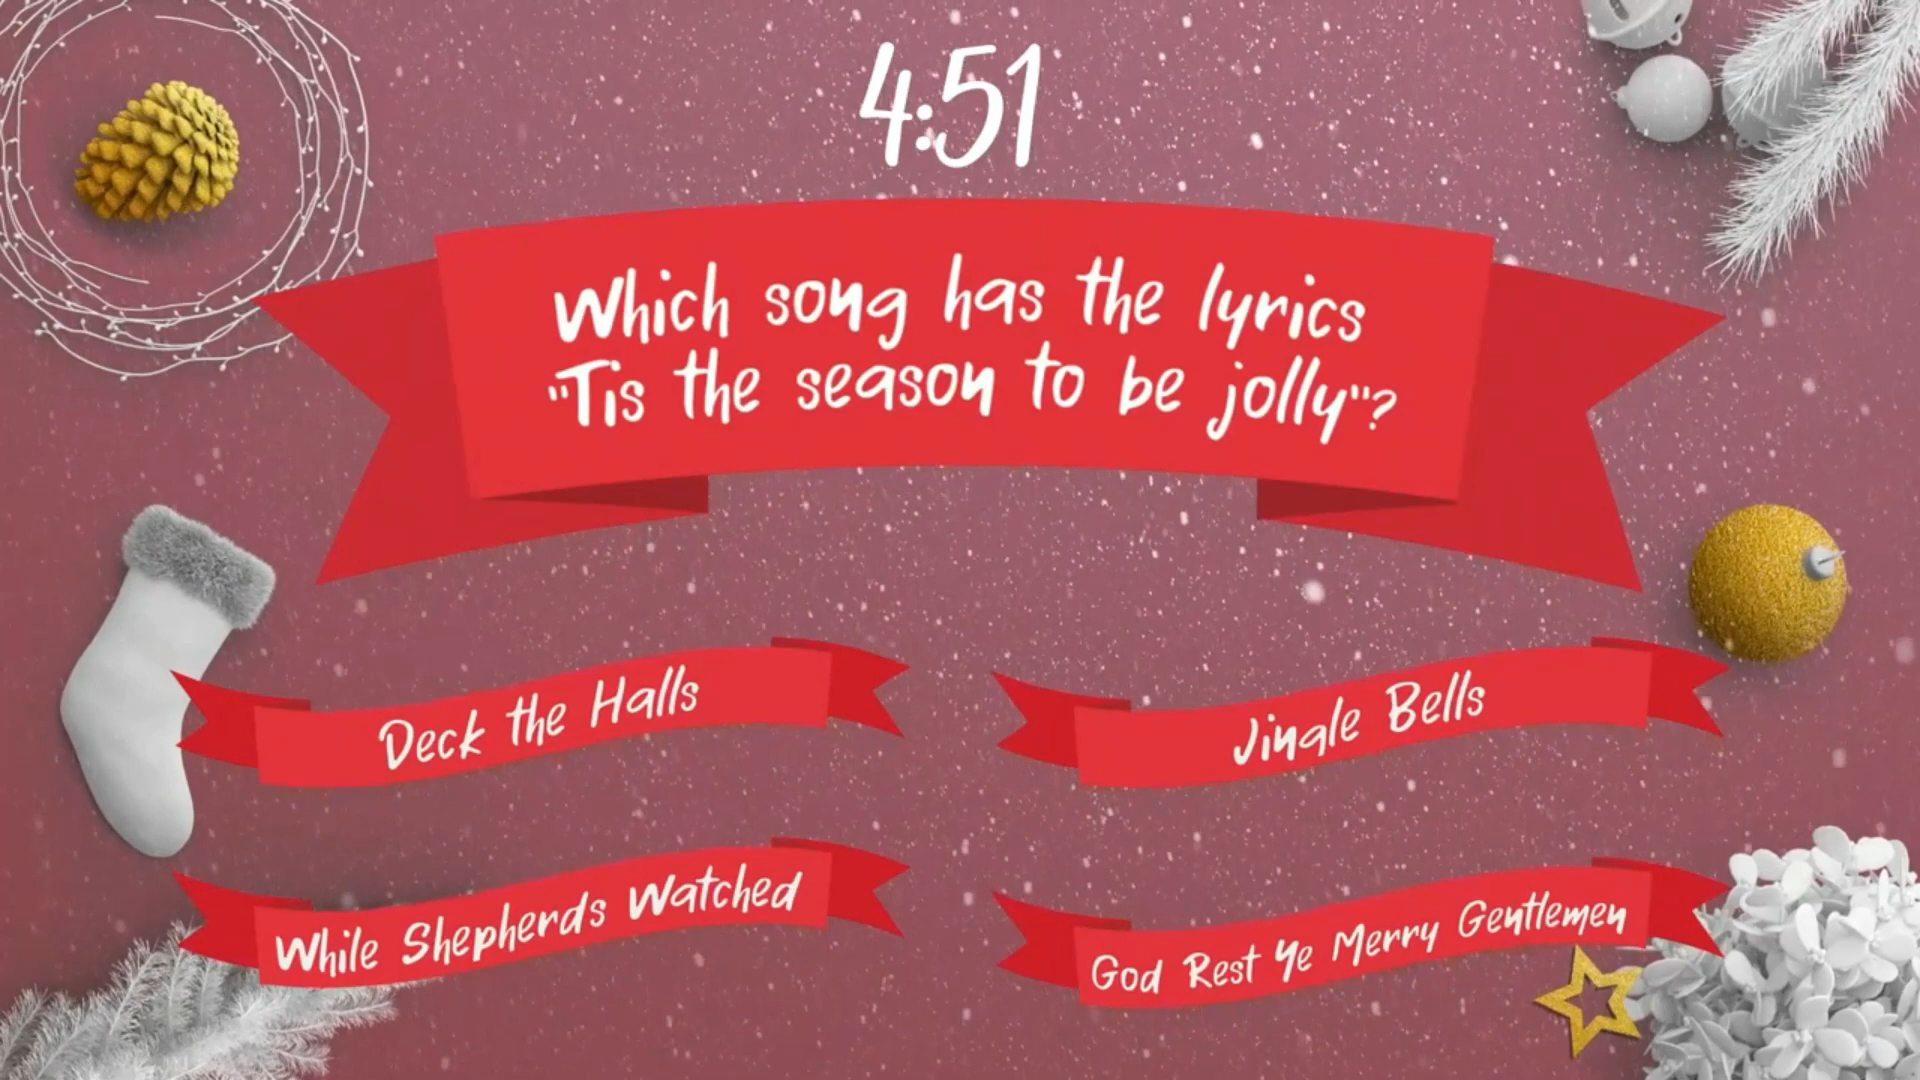 4:51
Which song has the lyrics
"Tis the season to be jolly"?
Deck the Halls
Jingle Bells
While Shepherds Watched
God Rest Ye Merry Gentlemen